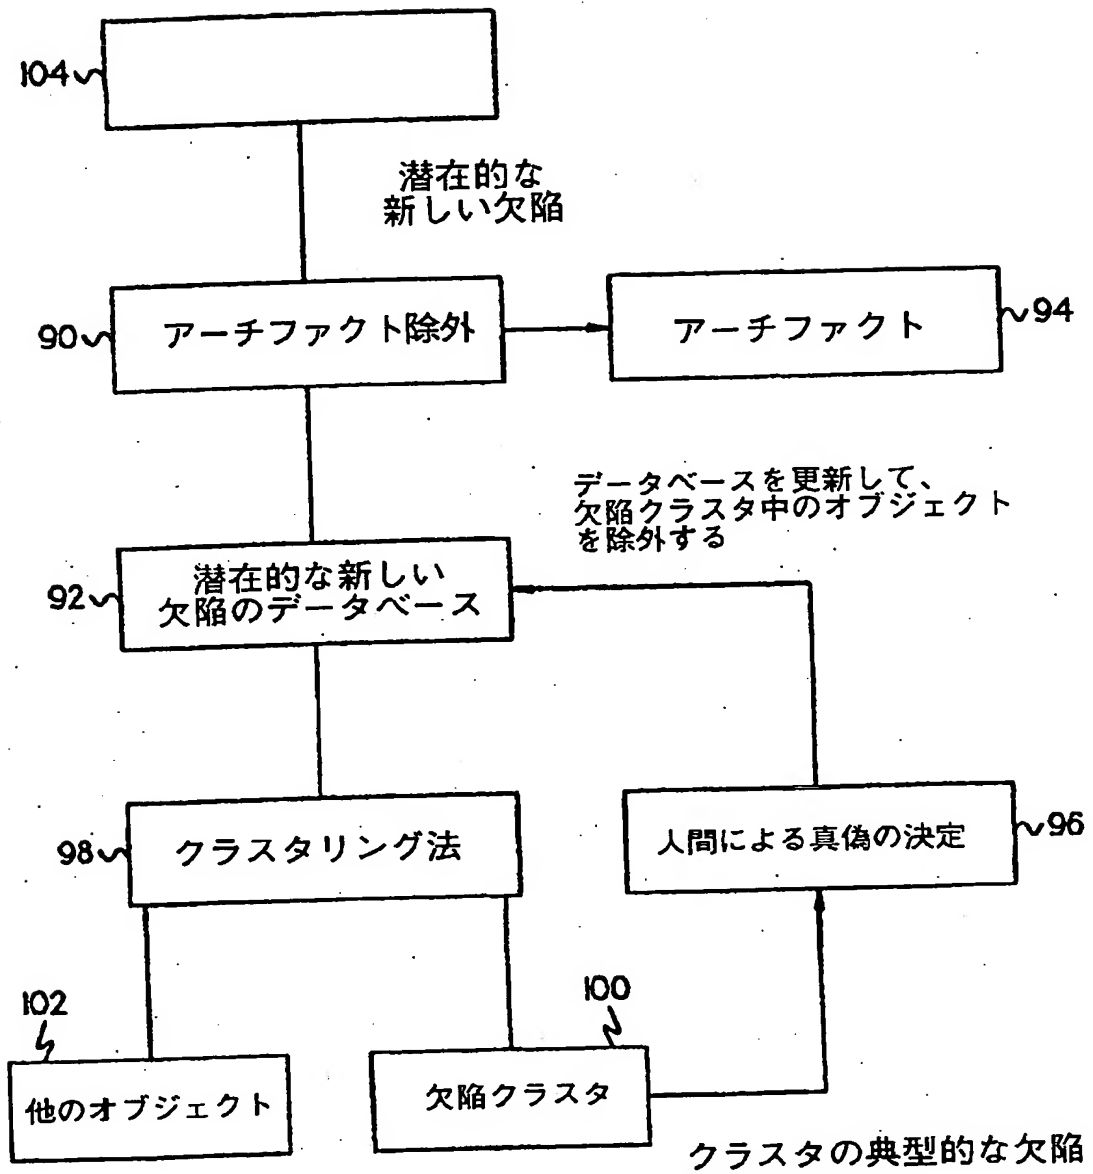 104
潜在的な
新しい欠陥
90
アーチファクト除外
アーチファクト
94
データベースを更新して、
欠陥クラスタ中のオブジェクト
を除外する
92
潜在的な新しい
欠陥のデータベース
98
クラスタリング法
人間による真偽の決定
96
102
100
他のオブジェクト
欠陥クラスタ
クラスタの典型的な欠陥